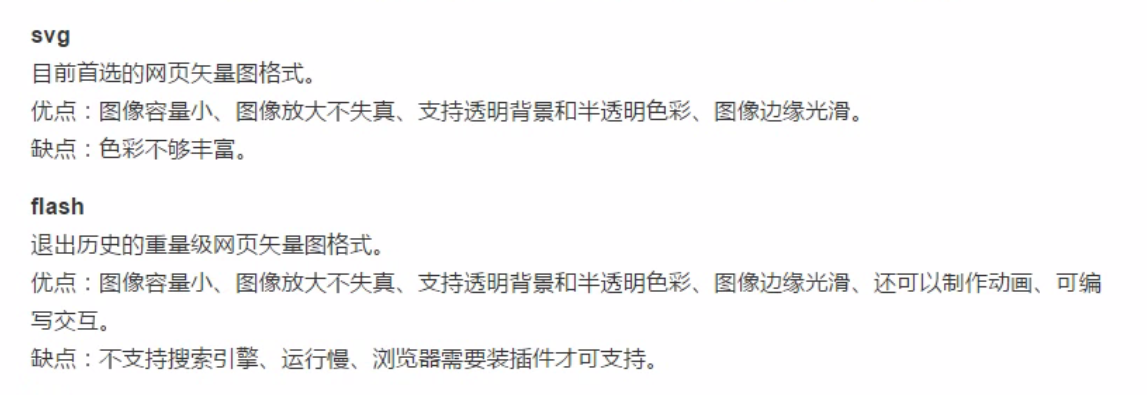 svg
目前首选的网页矢量图格式。
优点：图像容量小、图像放大不失真、支持透明背景和半透明色彩、图像边缘光滑。
缺点：色彩不够丰富。
flash
退出历史的重量级网页矢量图格式。
优点：图像容量小、图像放大不失真、支持透明背景和半透明色彩、图像边缘光滑、还可以制作动画、可编
写交互。
缺点：不支持搜索引擎、运行慢、浏览器需要装插件才可支持。